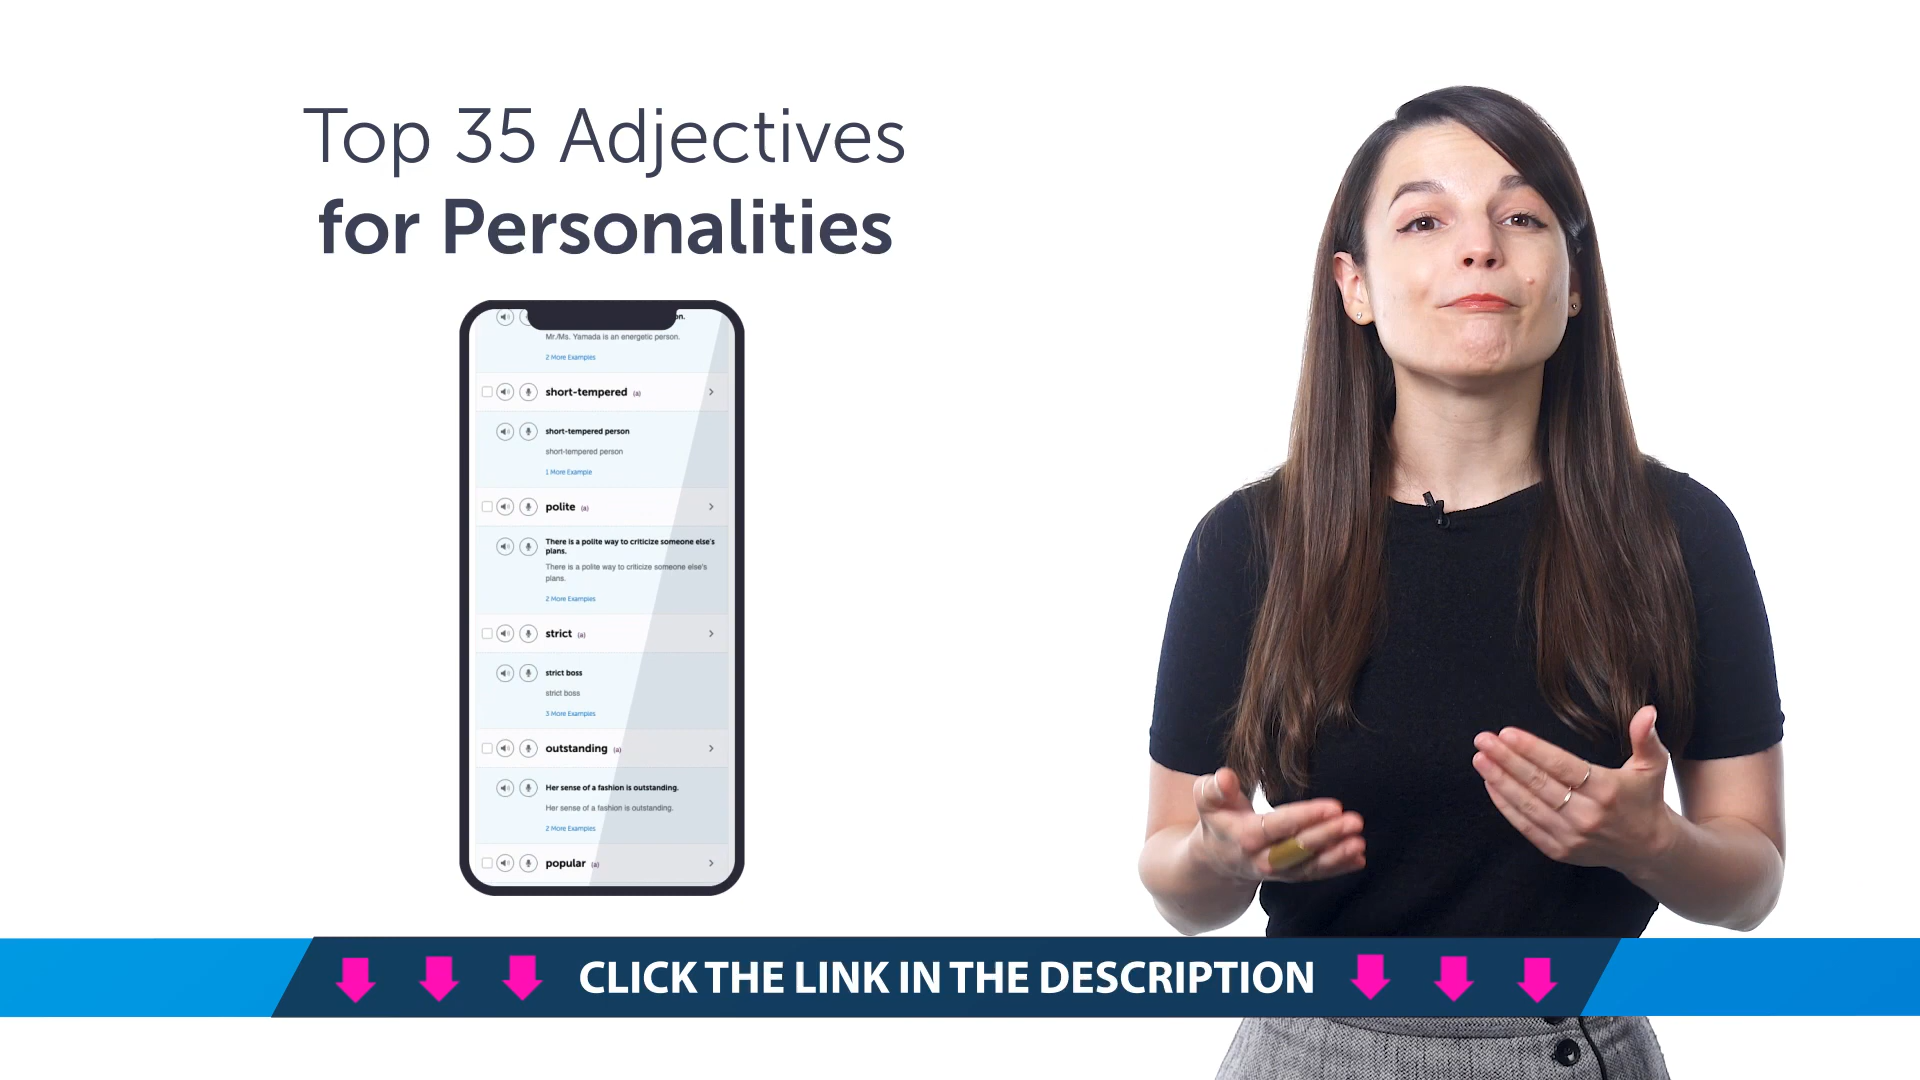 Top 35 Adjectives
for Personalities
on.
Mr./Ms. Yamada is an energetic person.
2 More Examples
short-tempered (a)
short-tempered person
short-tempered person
1 More Example
polite (a)
There is a polite way to criticize someone else's
plans.
There is a polite way to criticize someone else's
plans.
2 More Examples
strict (a)
strict boss
strict boss
3 More Examples
outstanding (a)
Her sense of a fashion is outstanding.
Her sense of a fashion is outstanding.
2 More Examples
popular (a)
CLICK THE LINK IN THE DESCRIPTION